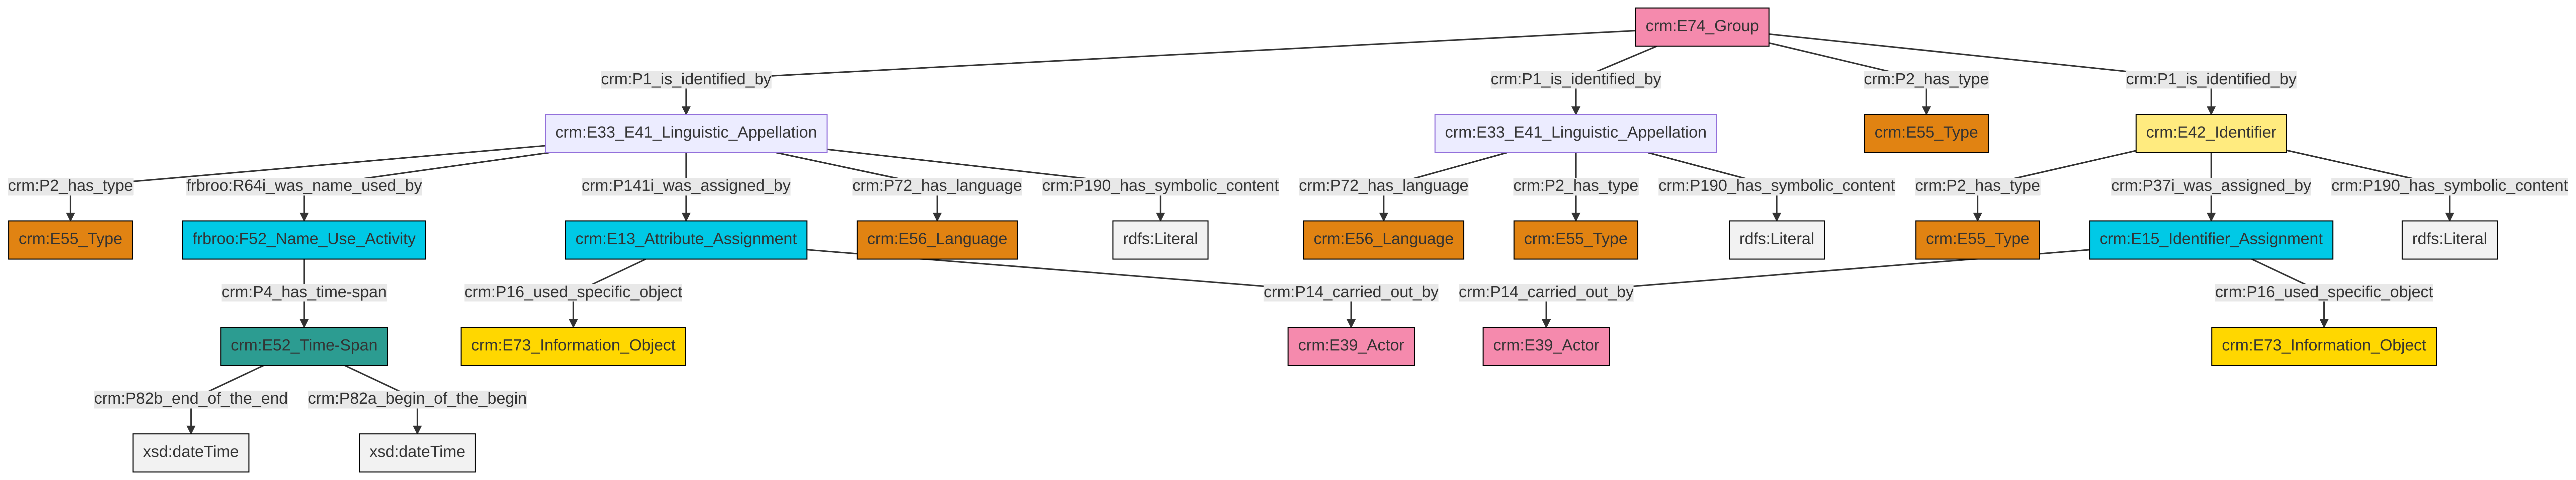 crm:E74_Group
crm:P1_is_identified_by
crm:P1_is_identified_by
crm:P2_has_type
crm:P1_is_identified_by
crm:E33_E41_Linguistic_Appellation
crm:E33_E41_Linguistic_Appellation
crm:E55_Type
crm:E42_Identifier
crm:P2_has_type
frbroo:R64i_was_name_used_by
crm:P141i_was_assigned_by
crm:P72_has_language
crm:P190_has_symbolic_content
crm:P72_has_language
crm:P2_has_type
crm:P190_has_symbolic_content
crm:P2_has_type
crm:P37i_was_assigned_by
crm:P190_has_symbolic_content
crm:E55_Type
frbroo:F52_Name_Use_Activity
crm:E13_Attribute_Assignment
crm:E56_Language
rdfs:Literal
crm:E56_Language
crm:E55_Type
rdfs:Literal
crm:E55_Type
crm:E15_Identifier_Assignment
rdfs:Literal
crm:P4_has_time-span
crm:P16_used_specific_object
crm:P14_carried_out_by
crm:P14_carried_out_by
crm:P16_used_specific_object
crm:E52_Time-Span
crm:E73_Information_Object
crm:E39_Actor
crm:E39_Actor
crm:E73_Information_Object
crm:P82b_end_of_the_end
crm:P82a_begin_of_the_begin
xsd:dateTime
xsd:dateTime